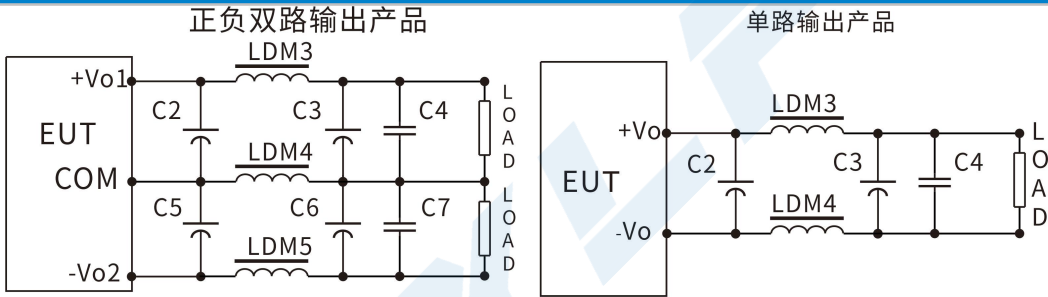 正负双路输出产品
LDM3
+Vo1
C2
C3
C4
LOAD
EUT
LDM4
COM
C5
C6
C7
LOAD
LDM5
-Vo2
单路输出产品
LDM3
+Vo
C2
C3
C4
LOAD
EUT
LDM4
-Vo